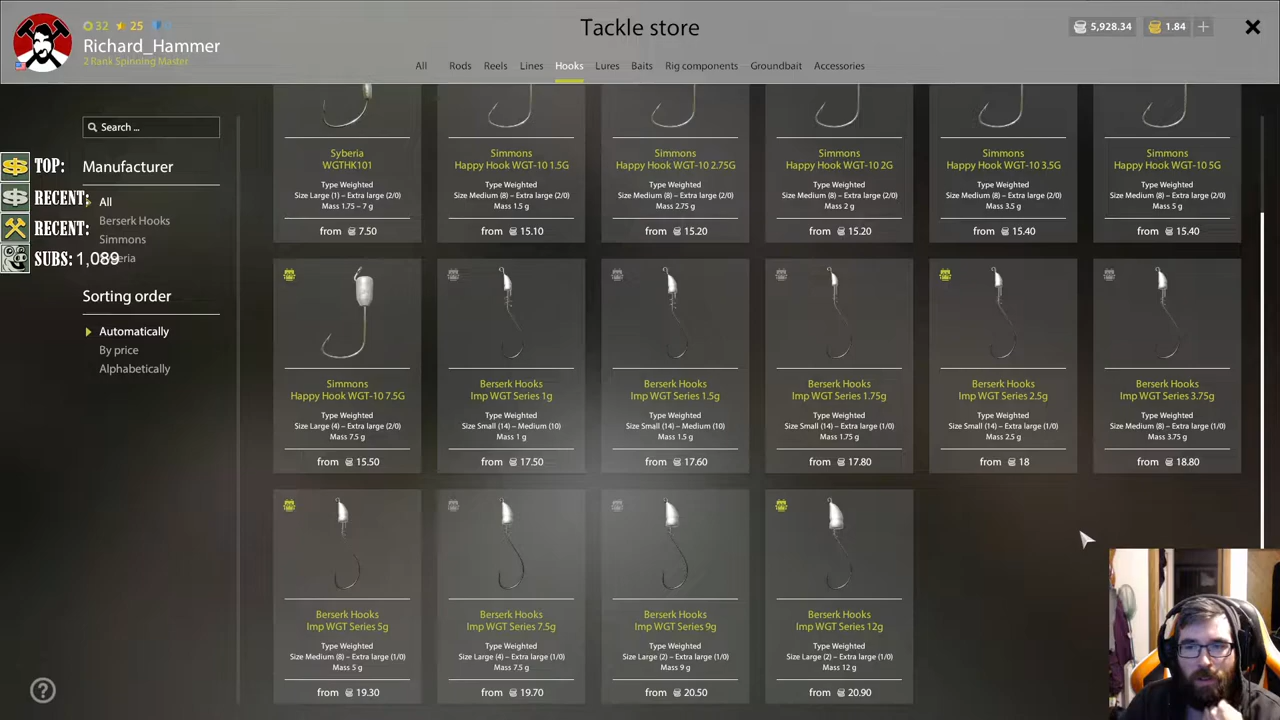 32 25
Richard_Hammer
2 Rank Spinning Master
Tackle store
5,928.34
1.84
All Rods Reels Lines Hooks Lures Baits Rig components Groundbait Accessories
Search ...
Manufacturer
All
Berserk Hooks
Simmons
TOP:
RECENT:
RECENT:
SUBS: 1,089
Sorting order
Automatically
By price
Alphabetically
Syberia
WGTHK101
Type Weighted
Size Large (1) – Extra large (2/0)
Mass 1.75 – 7 g
from 7.50
Simmons
Happy Hook WGT-10 1.5G
Type Weighted
Size Medium (8) – Extra large (2/0)
Mass 1.5 g
from 15.10
Simmons
Happy Hook WGT-10 2.75G
Type Weighted
Size Medium (8) – Extra large (2/0)
Mass 2.75 g
from 15.20
Simmons
Happy Hook WGT-10 2G
Type Weighted
Size Medium (8) – Extra large (2/0)
Mass 2 g
from 15.20
Simmons
Happy Hook WGT-10 3.5G
Type Weighted
Size Medium (8) – Extra large (2/0)
Mass 3.5 g
from 15.40
Simmons
Happy Hook WGT-10 5G
Type Weighted
Size Medium (8) – Extra large (2/0)
Mass 5 g
from 15.40
Simmons
Happy Hook WGT-10 7.5G
Type Weighted
Size Large (4) – Extra large (2/0)
Mass 7.5 g
from 15.50
Berserk Hooks
Imp WGT Series 1g
Type Weighted
Size Small (14) – Medium (10)
Mass 1 g
from 17.50
Berserk Hooks
Imp WGT Series 1.5g
Type Weighted
Size Small (14) – Medium (10)
Mass 1.5 g
from 17.60
Berserk Hooks
Imp WGT Series 1.75g
Type Weighted
Size Small (14) – Extra large (1/0)
Mass 1.75 g
from 17.80
Berserk Hooks
Imp WGT Series 2.5g
Type Weighted
Size Small (14) – Extra large (1/0)
Mass 2.5 g
from 18
Berserk Hooks
Imp WGT Series 3.75g
Type Weighted
Size Medium (8) – Extra large (1/0)
Mass 3.75 g
from 18.80
Berserk Hooks
Imp WGT Series 5g
Type Weighted
Size Medium (8) – Extra large (1/0)
Mass 5 g
from 19.30
Berserk Hooks
Imp WGT Series 7.5g
Type Weighted
Size Large (4) – Extra large (1/0)
Mass 7.5 g
from 19.70
Berserk Hooks
Imp WGT Series 9g
Type Weighted
Size Large (2) – Extra large (1/0)
Mass 9 g
from 20.50
Berserk Hooks
Imp WGT Series 12g
Type Weighted
Size Large (2) – Extra large (1/0)
Mass 12 g
from 20.90